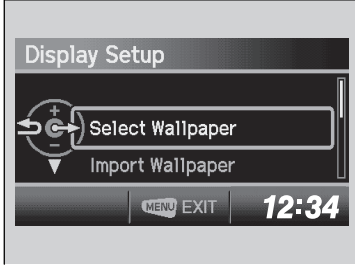 Display Setup
+
Select Wallpaper
–
Import Wallpaper
MENU EXIT
12:34